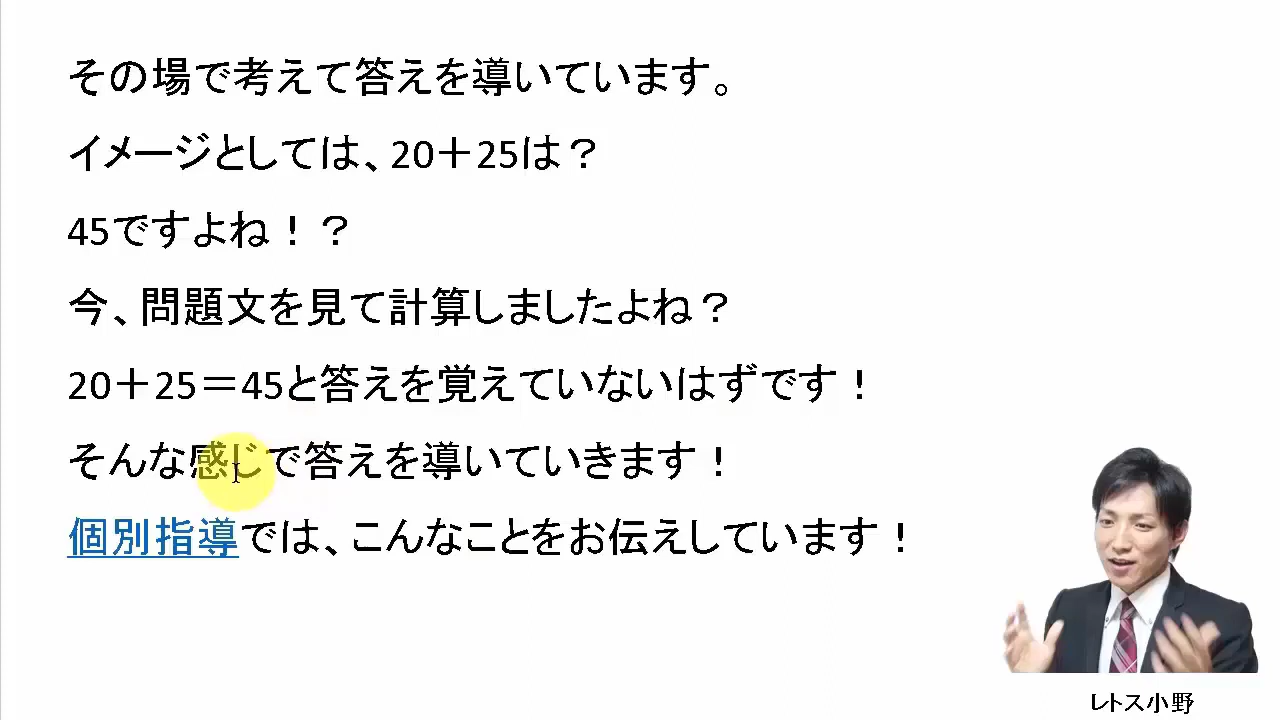 その場で考えて答えを導いています。
イメージとしては、20＋25は？
45ですよね！？
今、問題文を見て計算しましたよね？
20＋25＝45と答えを覚えていないはずです！
そんな感じで答えを導いていきます！
個別指導では、こんなことをお伝えしています！
レトス小野